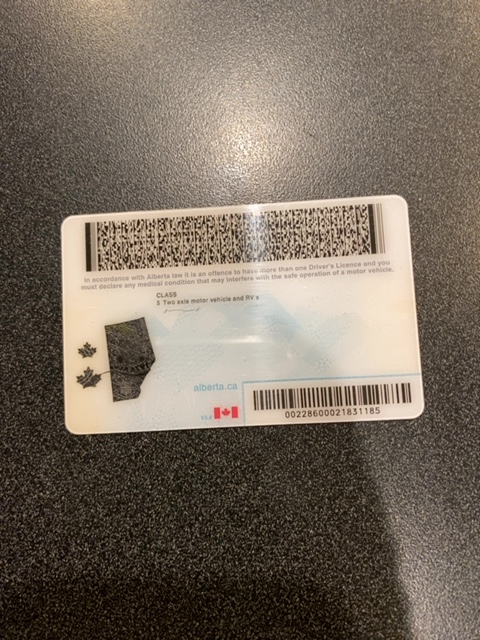 In accordance with Alberta law it is an offence to have more than one Driver's Licence and you
must declare any medical condition that may interfere with the safe operation of a motor vehicle.
CLASS
5 Two axle motor vehicle and RV's
alberta.ca
00228600021831185